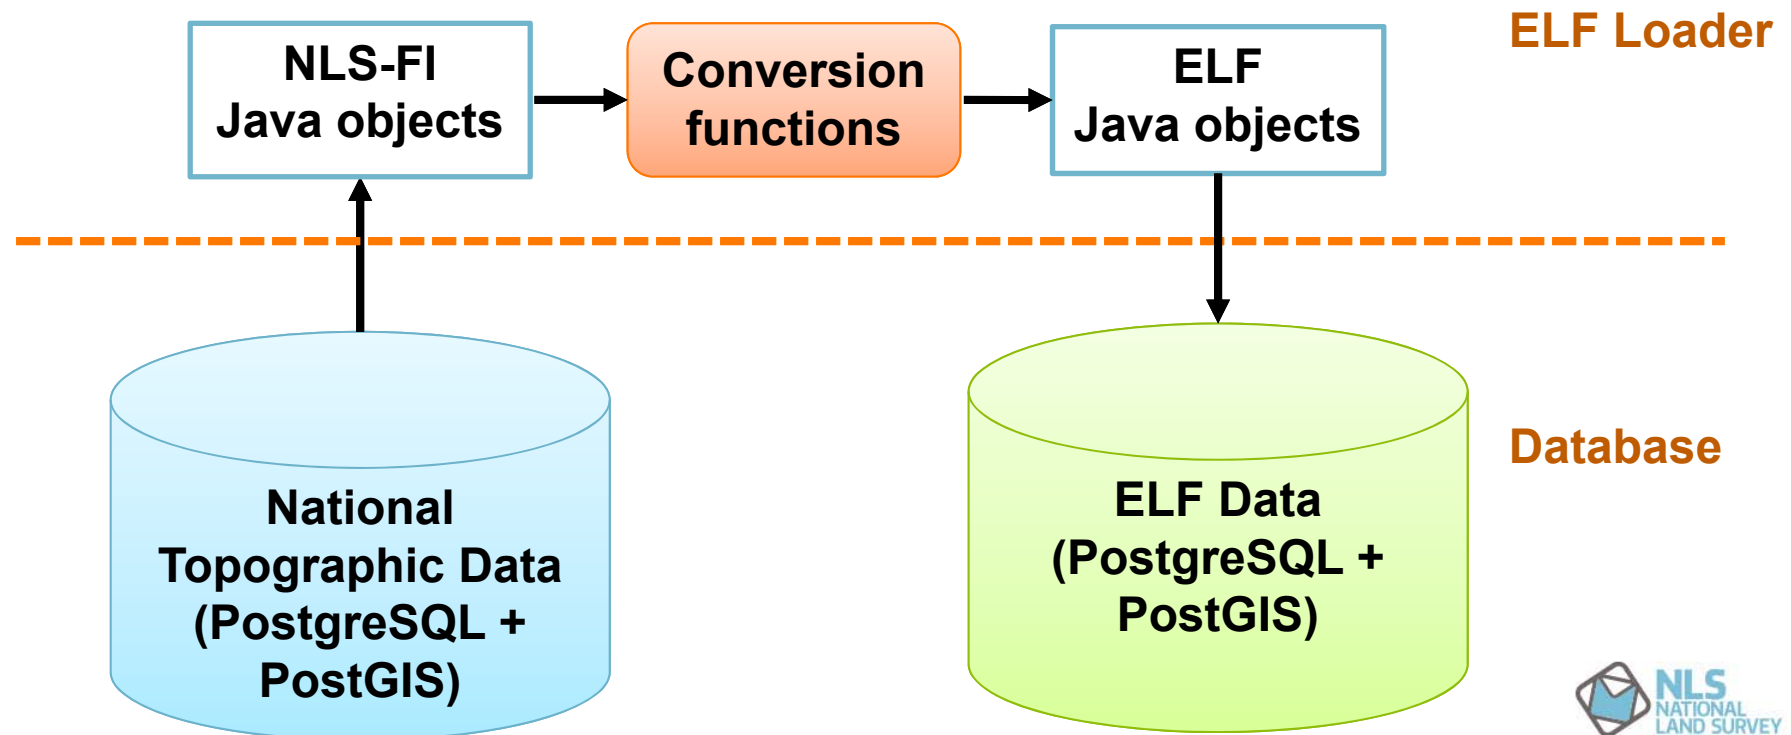 ELF Loader
NLS-FI
Java objects
Conversion
functions
ELF
Java objects
Database
National
Topographic Data
(PostgreSQL +
PostGIS)
ELF Data
(PostgreSQL +
PostGIS)
NLS
NATIONAL
LAND SURVEY